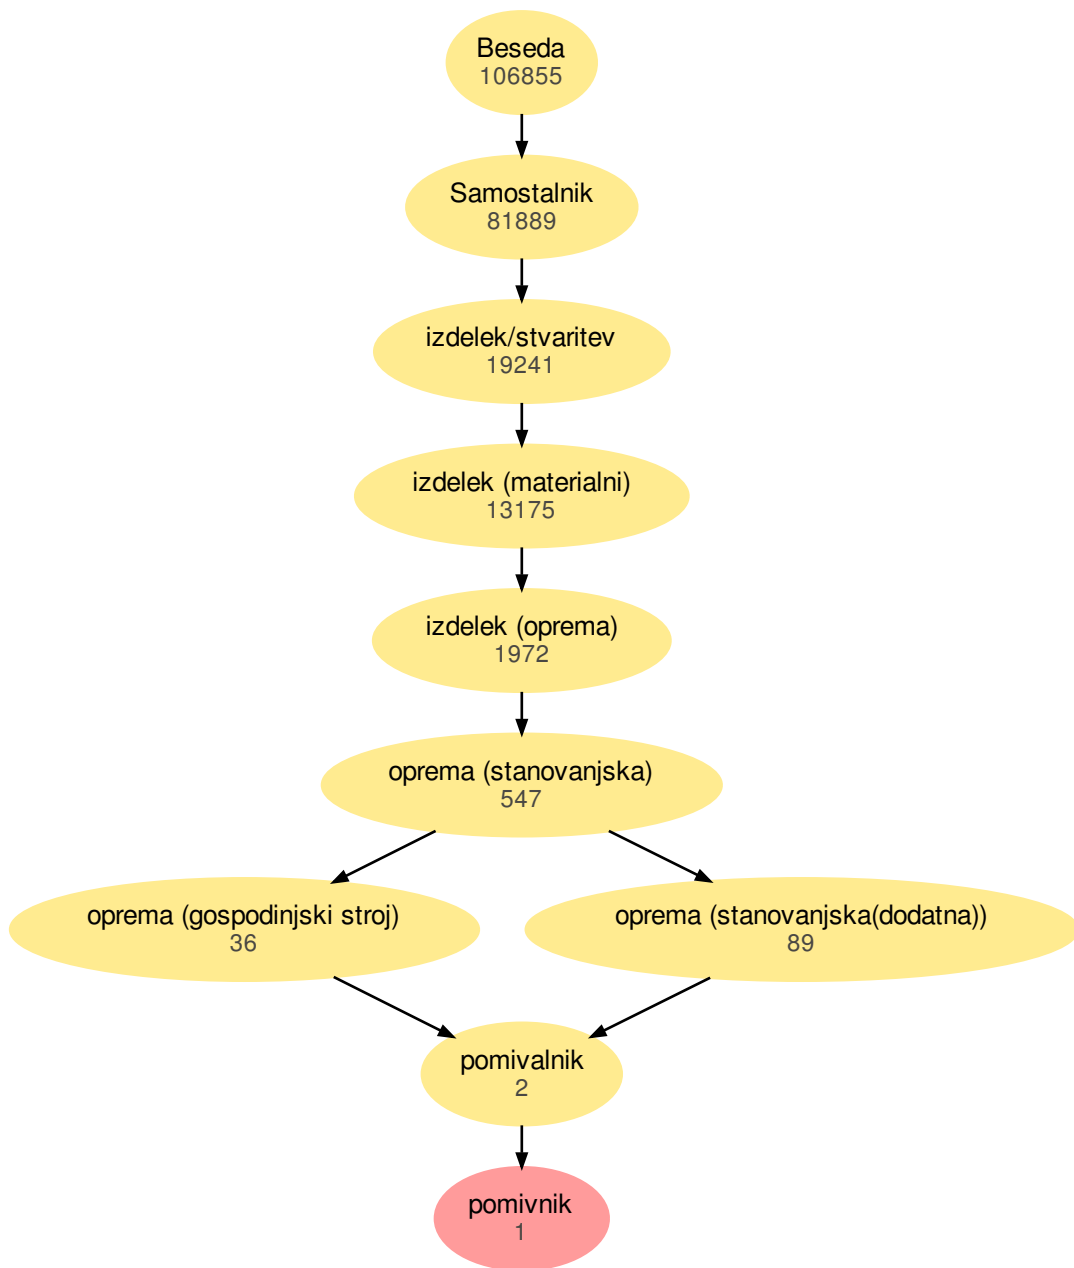 Beseda
106855
Samostalnik
81889
izdelek/stvaritev
19241
izdelek (materialni)
13175
izdelek (oprema)
1972
oprema (stanovanjska)
547
oprema (gospodinjski stroj)
36
oprema (stanovanjska(dodatna))
89
pomivalnik
2
pomivnik
1